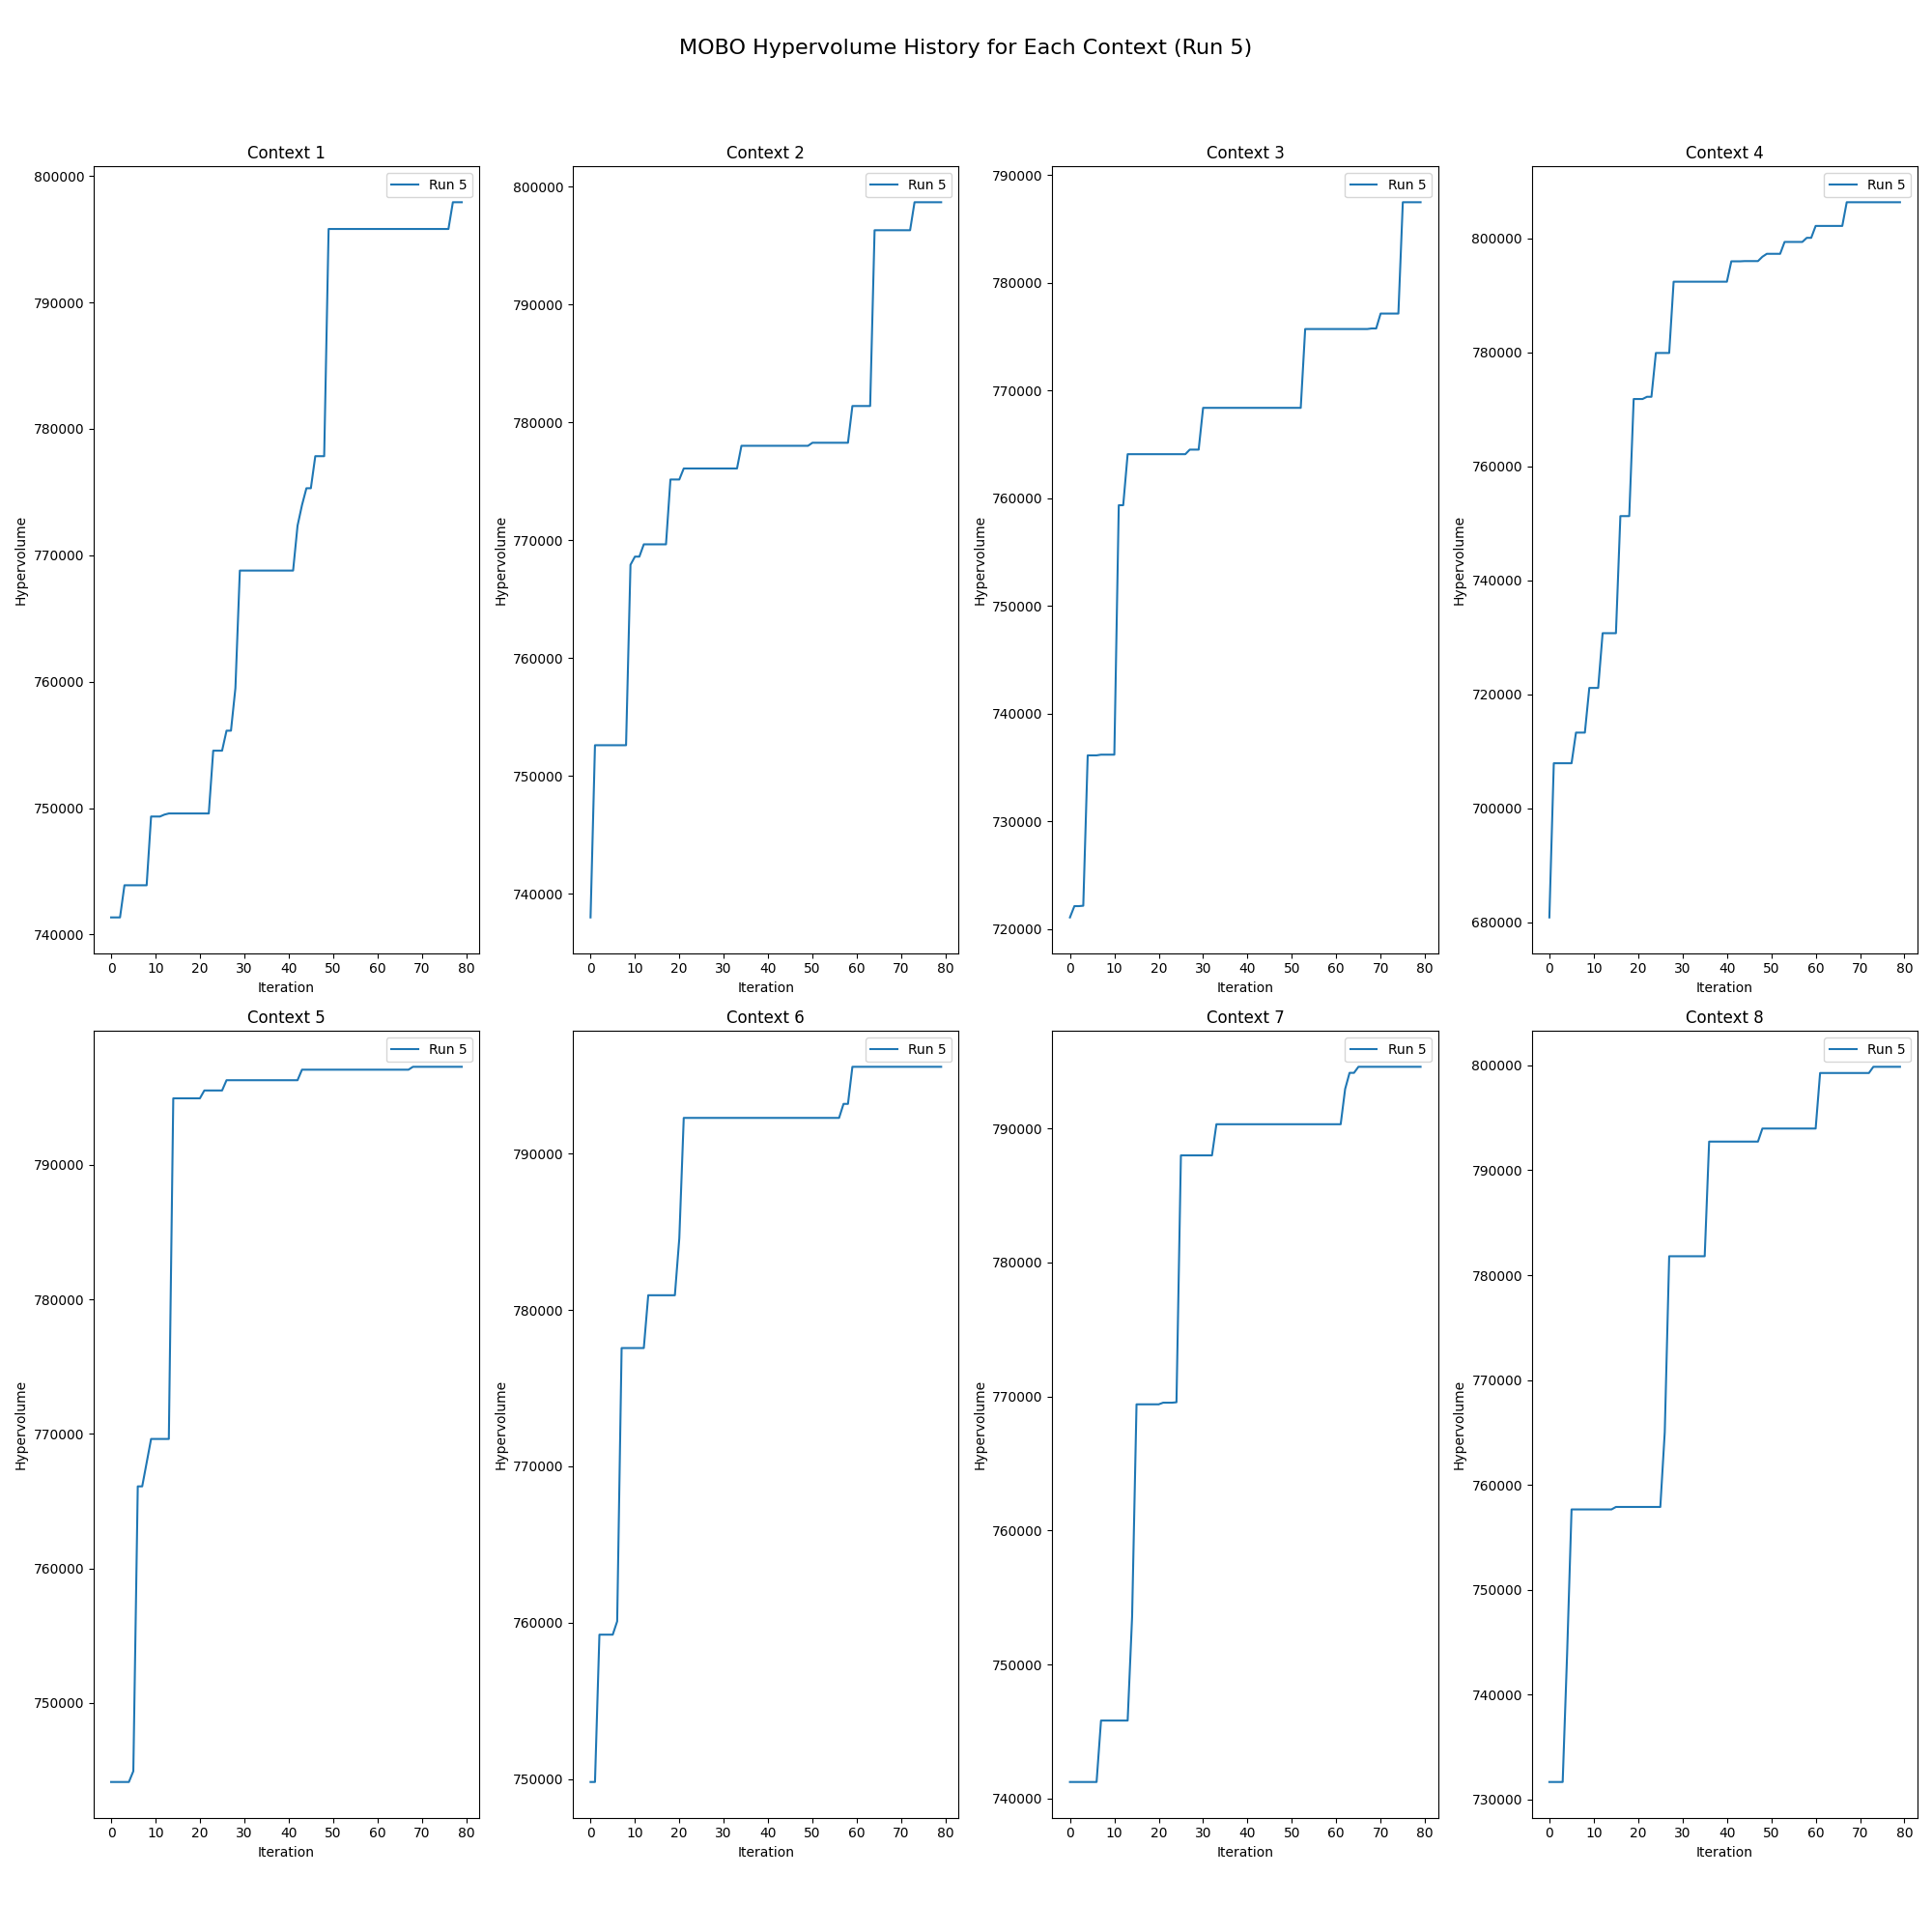 MOBO Hypervolume History for Each Context (Run 5)
Context 1
Run 5
800000
790000
780000
770000
760000
750000
740000
Hypervolume
0 10 20 30 40 50 60 70 80
Iteration
Context 2
Run 5
800000
790000
780000
770000
760000
750000
740000
Hypervolume
0 10 20 30 40 50 60 70 80
Iteration
Context 3
Run 5
790000
780000
770000
760000
750000
740000
730000
720000
Hypervolume
0 10 20 30 40 50 60 70 80
Iteration
Context 4
Run 5
800000
780000
760000
740000
720000
700000
680000
Hypervolume
0 10 20 30 40 50 60 70 80
Iteration
Context 5
Run 5
790000
780000
770000
760000
750000
Hypervolume
0 10 20 30 40 50 60 70 80
Iteration
Context 6
Run 5
790000
780000
770000
760000
750000
Hypervolume
0 10 20 30 40 50 60 70 80
Iteration
Context 7
Run 5
790000
780000
770000
760000
750000
740000
Hypervolume
0 10 20 30 40 50 60 70 80
Iteration
Context 8
Run 5
800000
790000
780000
770000
760000
750000
740000
730000
Hypervolume
0 10 20 30 40 50 60 70 80
Iteration